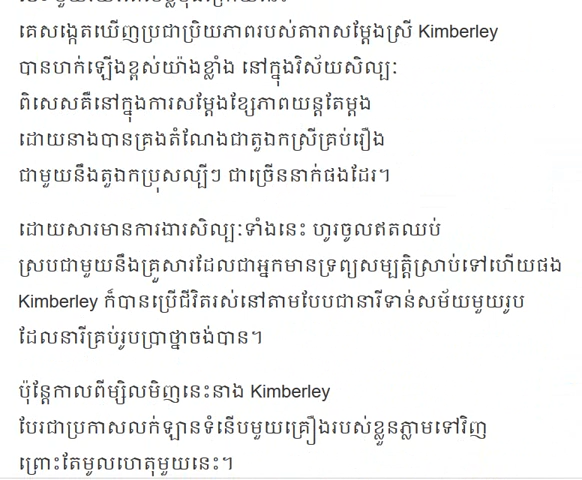 គេសង្កេតឃើញប្រជាប្រិយភាពរបស់តារាសម្តែងស្រី Kimberley
បានហក់ឡើងខ្ពស់យ៉ាងខ្លាំង នៅក្នុងវិស័យសិល្បៈ
ពិសេសគឺនៅក្នុងការសម្តែងខ្សែភាពយន្តតែម្តង
ដោយនាងបានគ្រងតំណែងជាតួឯកស្រីគ្រប់រឿង
ជាមួយនឹងតួឯកប្រុសល្បីៗ ជាច្រើននាក់ផងដែរ។
ដោយសារមានការងារសិល្បៈទាំងនេះ ហូរចូលឥតឈប់
ស្របជាមួយនឹងគ្រួសារដែលជាអ្នកមានទ្រព្យសម្បត្តិស្រាប់ទៅហើយផង
Kimberley ក៏បានប្រើជីវិតរស់នៅតាមបែបជានារីទាន់សម័យមួយរូប
ដែលនារីគ្រប់រូបប្រាថ្នាចង់បាន។
ប៉ុន្តែកាលពីម្សិលមិញនេះនាង Kimberley
បែរជាប្រកាសលក់ឡានទំនើបមួយគ្រឿងរបស់ខ្លួនភ្លាមទៅវិញ
ព្រោះតែមូលហេតុមួយនេះ។